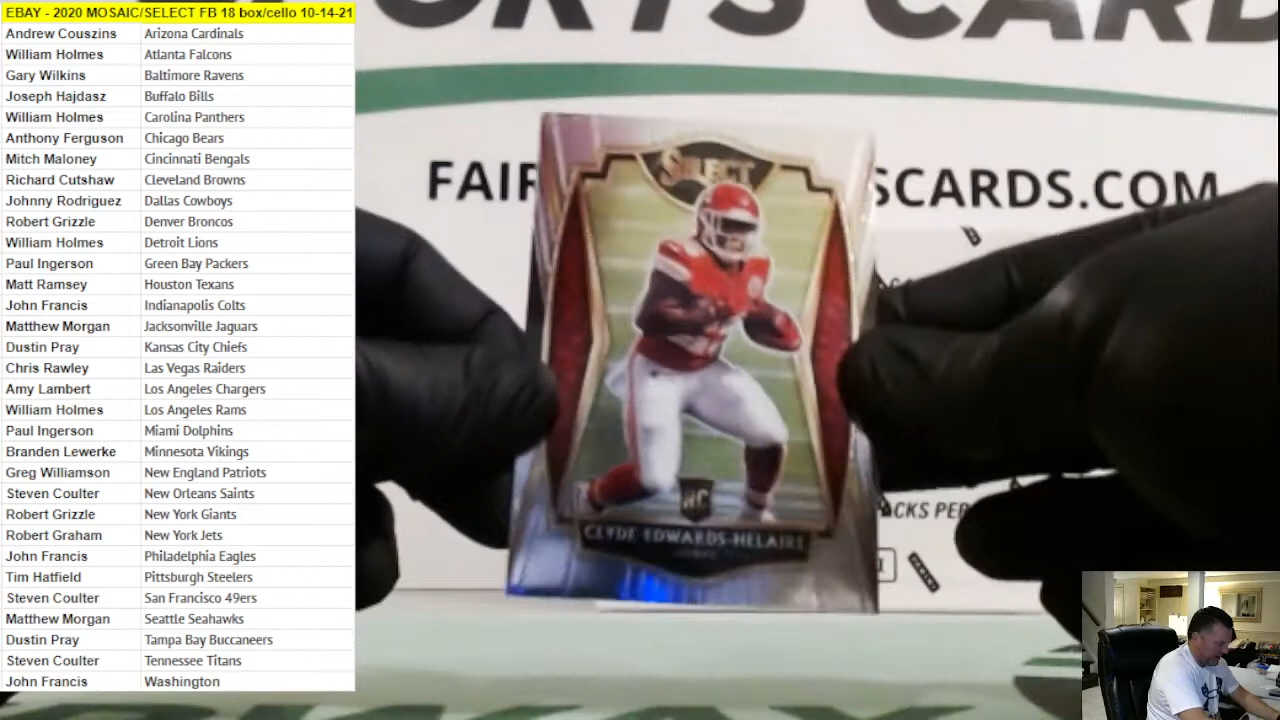 EBAY - 2020 MOSAIC/SELECT FB 18 box/cello 10-14-21
Andrew Couszins Arizona Cardinals
William Holmes Atlanta Falcons
Gary Wilkins Baltimore Ravens
Joseph Hajdasz Buffalo Bills
William Holmes Carolina Panthers
Anthony Ferguson Chicago Bears
Mitch Maloney Cincinnati Bengals
Richard Cutshaw Cleveland Browns
Johnny Rodriguez Dallas Cowboys
Robert Grizzle Denver Broncos
William Holmes Detroit Lions
Paul Ingerson Green Bay Packers
Matt Ramsey Houston Texans
John Francis Indianapolis Colts
Matthew Morgan Jacksonville Jaguars
Dustin Pray Kansas City Chiefs
Chris Rawley Las Vegas Raiders
Amy Lambert Los Angeles Chargers
William Holmes Los Angeles Rams
Paul Ingerson Miami Dolphins
Branden Lewerke Minnesota Vikings
Greg Williamson New England Patriots
Steven Coulter New Orleans Saints
Robert Grizzle New York Giants
Robert Graham New York Jets
John Francis Philadelphia Eagles
Tim Hatfield Pittsburgh Steelers
Steven Coulter San Francisco 49ers
Matthew Morgan Seattle Seahawks
Dustin Pray Tampa Bay Buccaneers
Steven Coulter Tennessee Titans
John Francis Washington
ORTS CARD
FAIR SCARDS.COM
SELECT
RC
CLYDE EDWARDS-HELAIRE
ACKS PER
PANINI